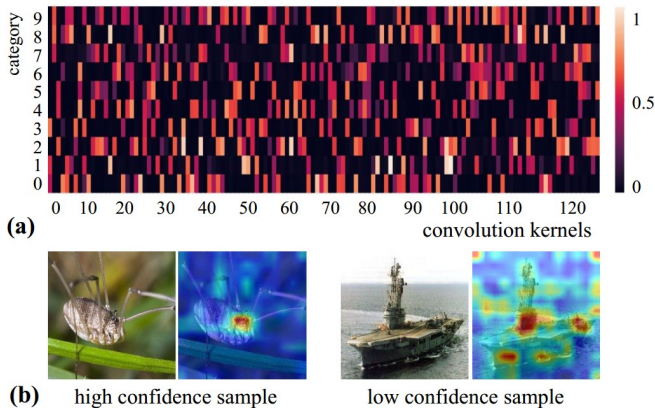 category
9
8
7
6
5
4
3
2
1
0
0 10 20 30 40 50 60 70 80 90 100 110 120
convolution kernels
1
0.5
0
(a)
(b)
high confidence sample
low confidence sample